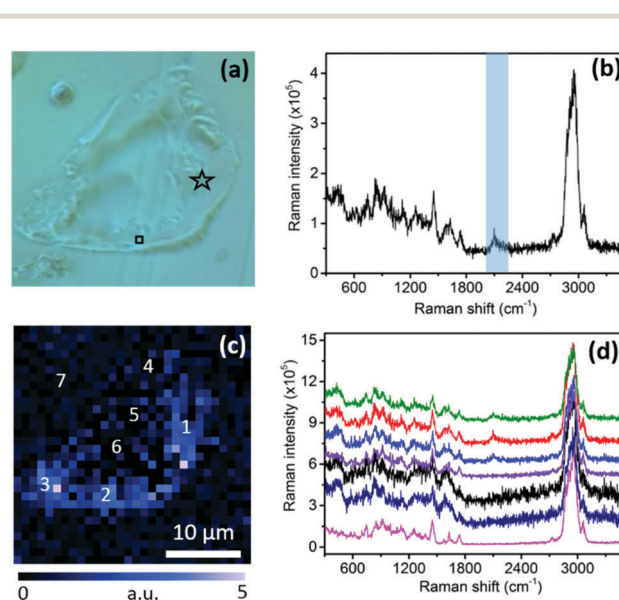 (a)
(b)
Raman intensity (x10⁵)
4
3
2
1
0
600 1200 1800 2400 3000
Raman shift (cm⁻¹)
(c)
4
7
5
1
6
3
2
10 µm
0 a.u. 5
(d)
Raman intensity (x10⁵)
15
12
9
6
3
0
600 1200 1800 2400 3000
Raman shift (cm⁻¹)